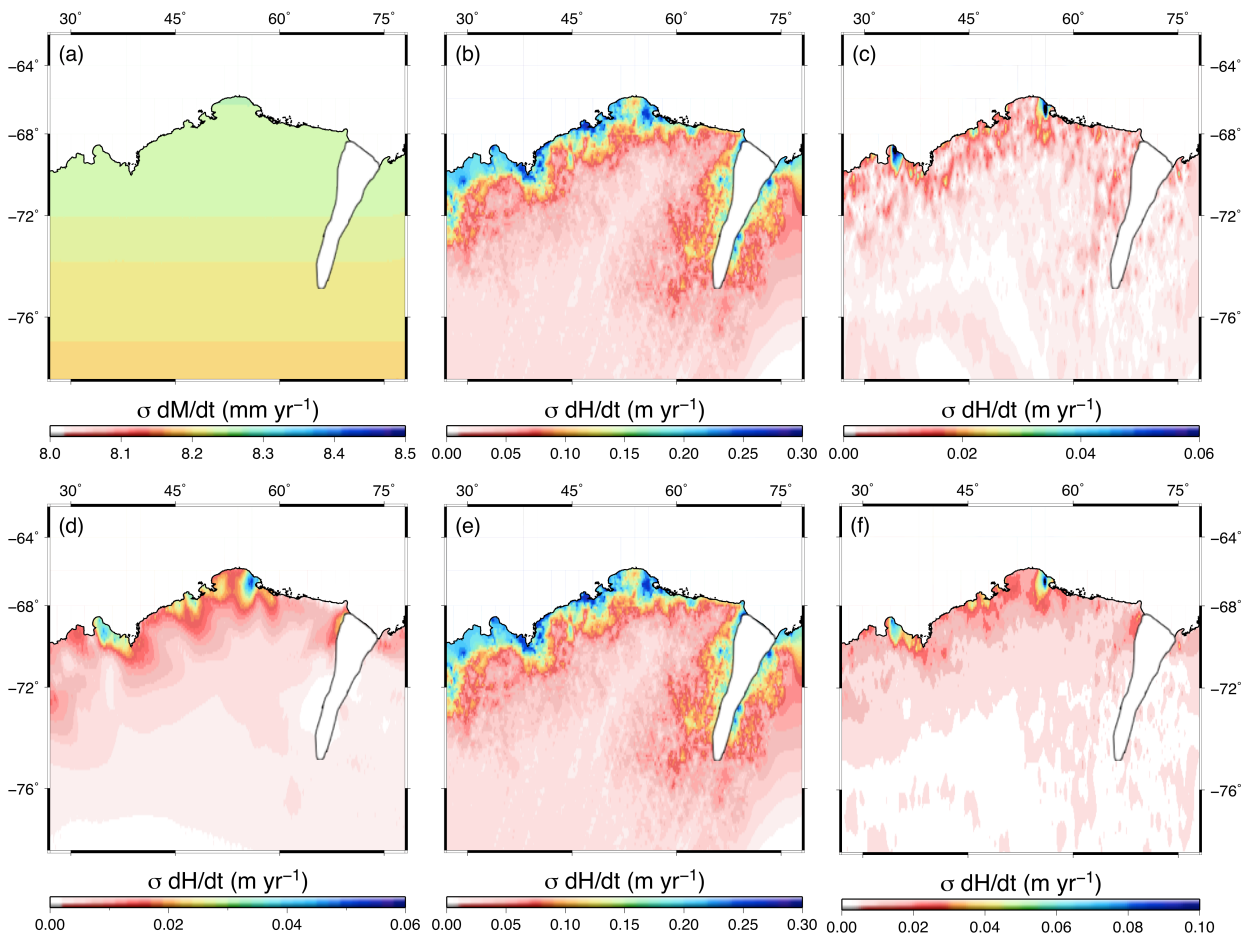 30° 45° 60° 75° 30° 45° 60° 75° 30° 45° 60° 75°
(a) (b) (c)
−64° −64°
−68° −68°
−72° −72°
−76° −76°
σ dM/dt (mm yr⁻¹) σ dH/dt (m yr⁻¹) σ dH/dt (m yr⁻¹)
8.0 8.1 8.2 8.3 8.4 8.5 0.00 0.05 0.10 0.15 0.20 0.25 0.30 0.00 0.02 0.04 0.06
30° 45° 60° 75° 30° 45° 60° 75° 30° 45° 60° 75°
(d) (e) (f)
−64° −64°
−68° −68°
−72° −72°
−76° −76°
σ dH/dt (m yr⁻¹) σ dH/dt (m yr⁻¹) σ dH/dt (m yr⁻¹)
0.00 0.02 0.04 0.06 0.00 0.05 0.10 0.15 0.20 0.25 0.30 0.00 0.02 0.04 0.06 0.08 0.10